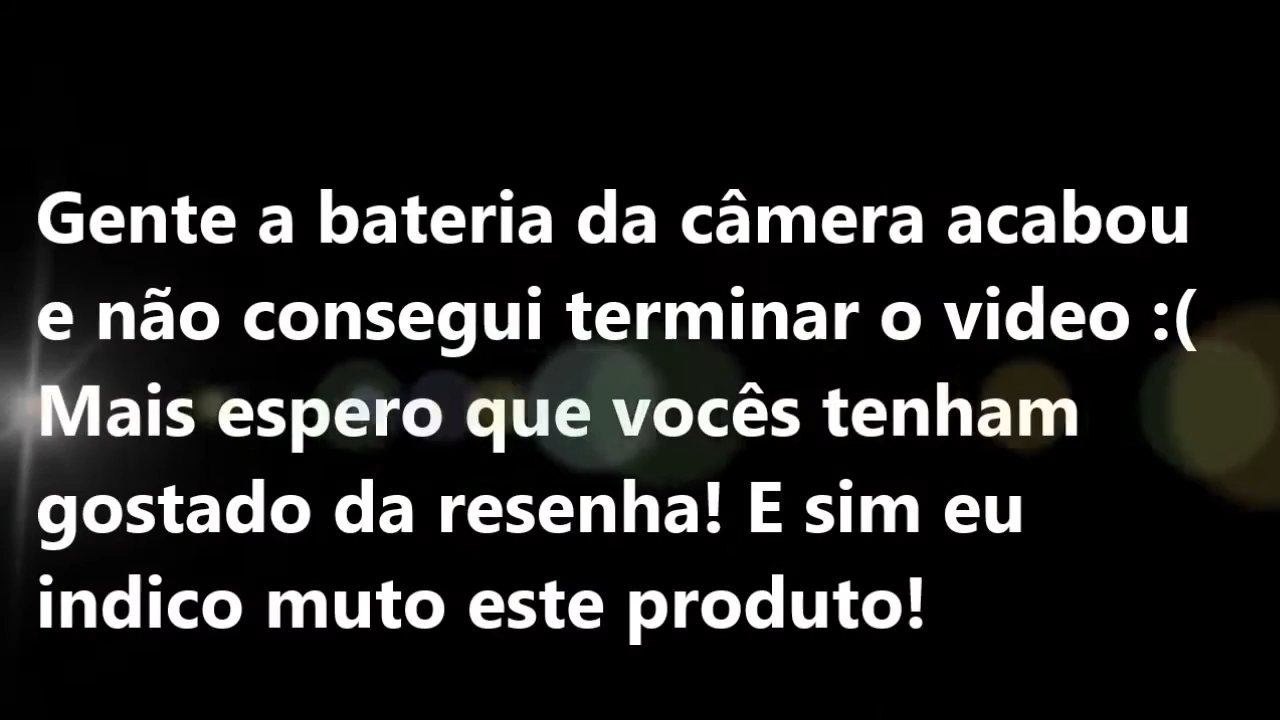 Gente a bateria da câmera acabou
e não consegui terminar o video :(
Mais espero que vocês tenham
gostado da resenha! E sim eu
indico muto este produto!